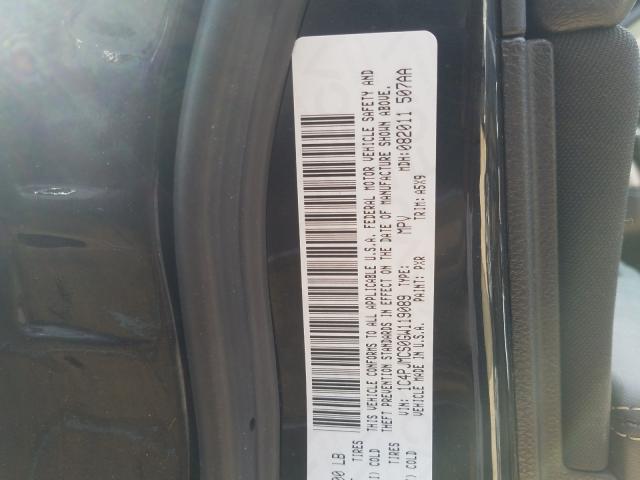 00 LB
TIRES
I) COLD
TIRES
I) COLD
THIS VEHICLE CONFORMS TO ALL APPLICABLE U.S.A. FEDERAL MOTOR VEHICLE SAFETY AND
THEFT PREVENTION STANDARDS IN EFFECT ON THE DATE OF MANUFACTURE SHOWN ABOVE.
VIN: 1C4PJMCS0GW119089 TYPE: MPV MDH:082011 507AA
VEHICLE MADE IN U.S.A. PAINT: PXR TRIM: A5X9